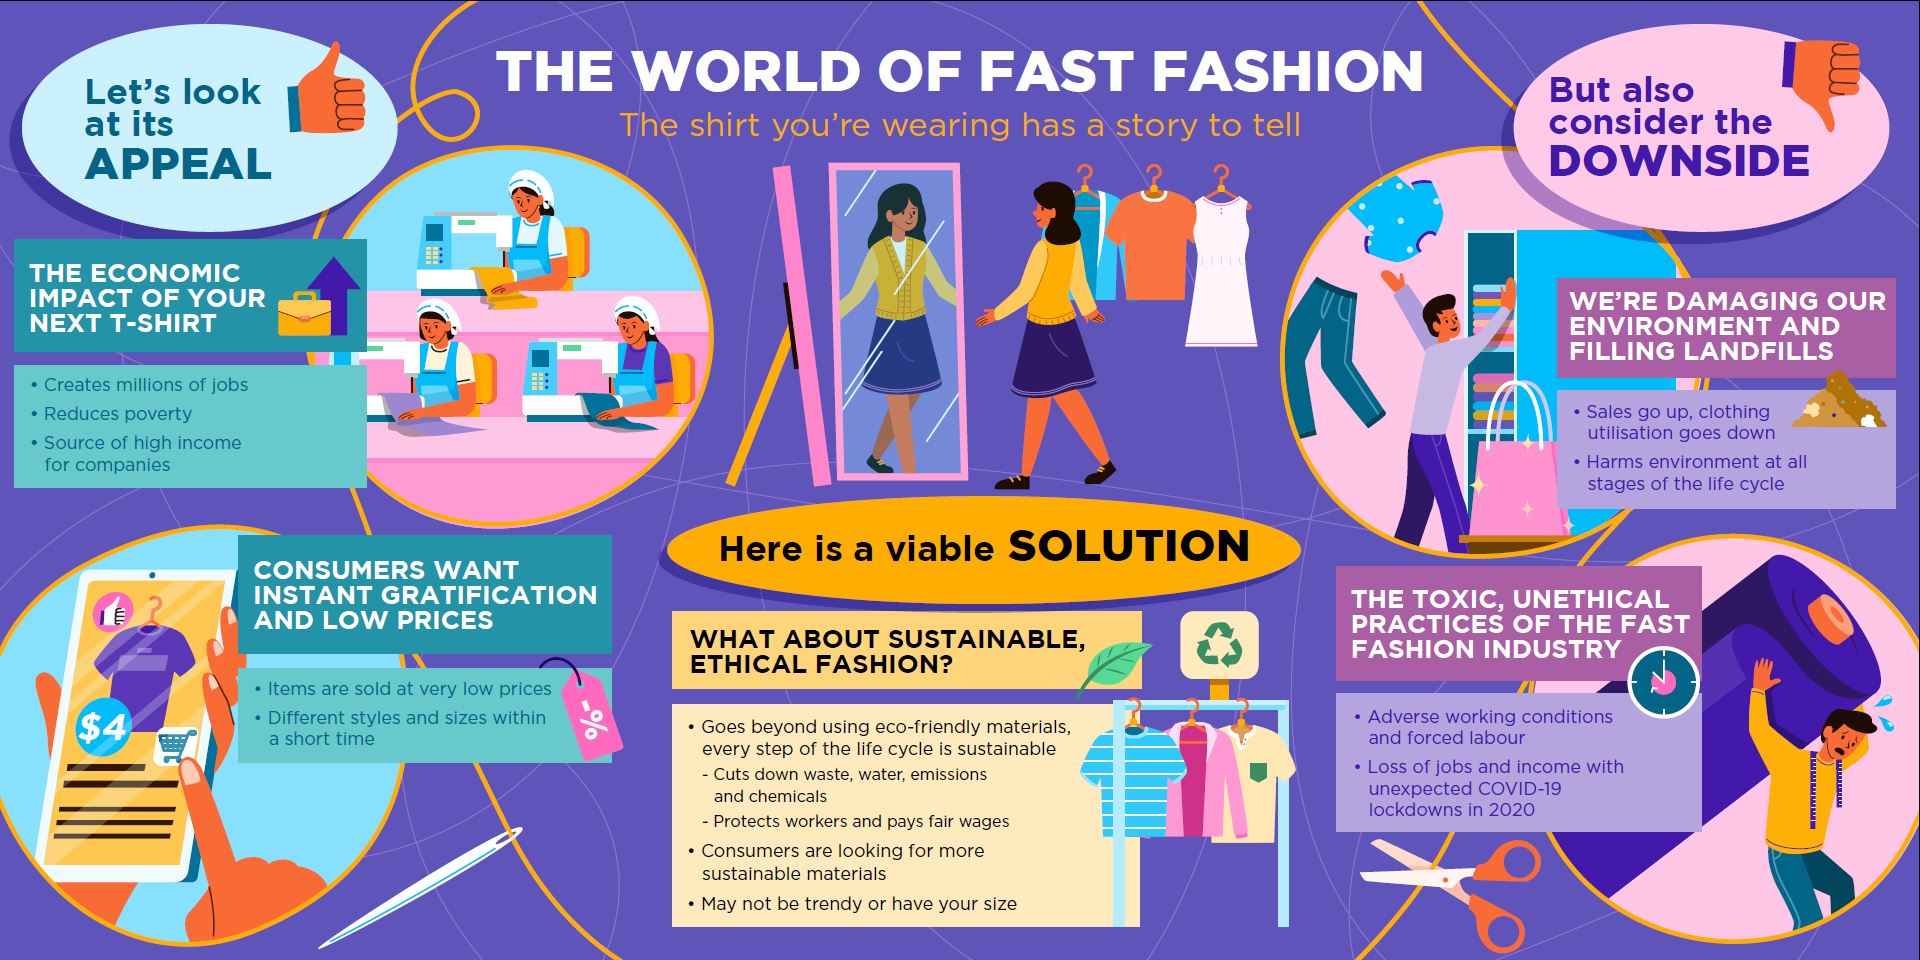 THE WORLD OF FAST FASHION
The shirt you're wearing has a story to tell
Let's look
at its
APPEAL
THE ECONOMIC
IMPACT OF YOUR
NEXT T-SHIRT
• Creates millions of jobs
• Reduces poverty
• Source of high income
for companies
CONSUMERS WANT
INSTANT GRATIFICATION
AND LOW PRICES
• Items are sold at very low prices
• Different styles and sizes within
a short time
-%
$4
Here is a viable SOLUTION
WHAT ABOUT SUSTAINABLE,
ETHICAL FASHION?
• Goes beyond using eco-friendly materials,
every step of the life cycle is sustainable
- Cuts down waste, water, emissions
and chemicals
- Protects workers and pays fair wages
• Consumers are looking for more
sustainable materials
• May not be trendy or have your size
But also
consider the
DOWNSIDE
WE'RE DAMAGING OUR
ENVIRONMENT AND
FILLING LANDFILLS
• Sales go up, clothing
utilisation goes down
• Harms environment at all
stages of the life cycle
THE TOXIC, UNETHICAL
PRACTICES OF THE FAST
FASHION INDUSTRY
• Adverse working conditions
and forced labour
• Loss of jobs and income with
unexpected COVID-19
lockdowns in 2020